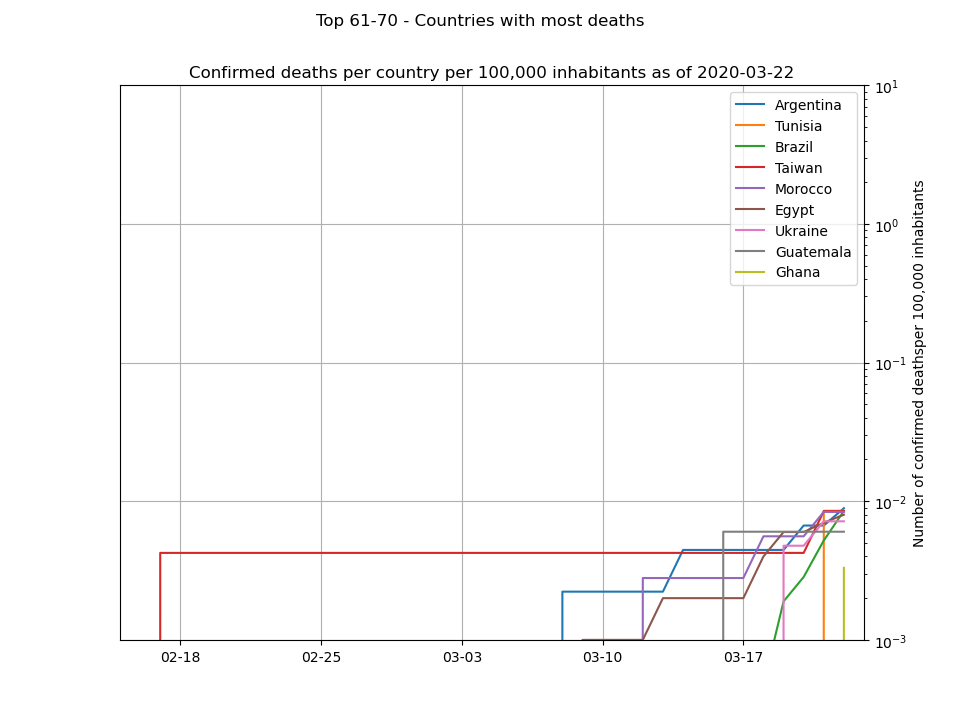 Top 61-70 - Countries with most deaths
Confirmed deaths per country per 100,000 inhabitants as of 2020-03-22
Argentina
Tunisia
Brazil
Taiwan
Morocco
Egypt
Ukraine
Guatemala
Ghana
10¹
10⁰
10⁻¹
10⁻²
10⁻³
Number of confirmed deathsper 100,000 inhabitants
02-18
02-25
03-03
03-10
03-17